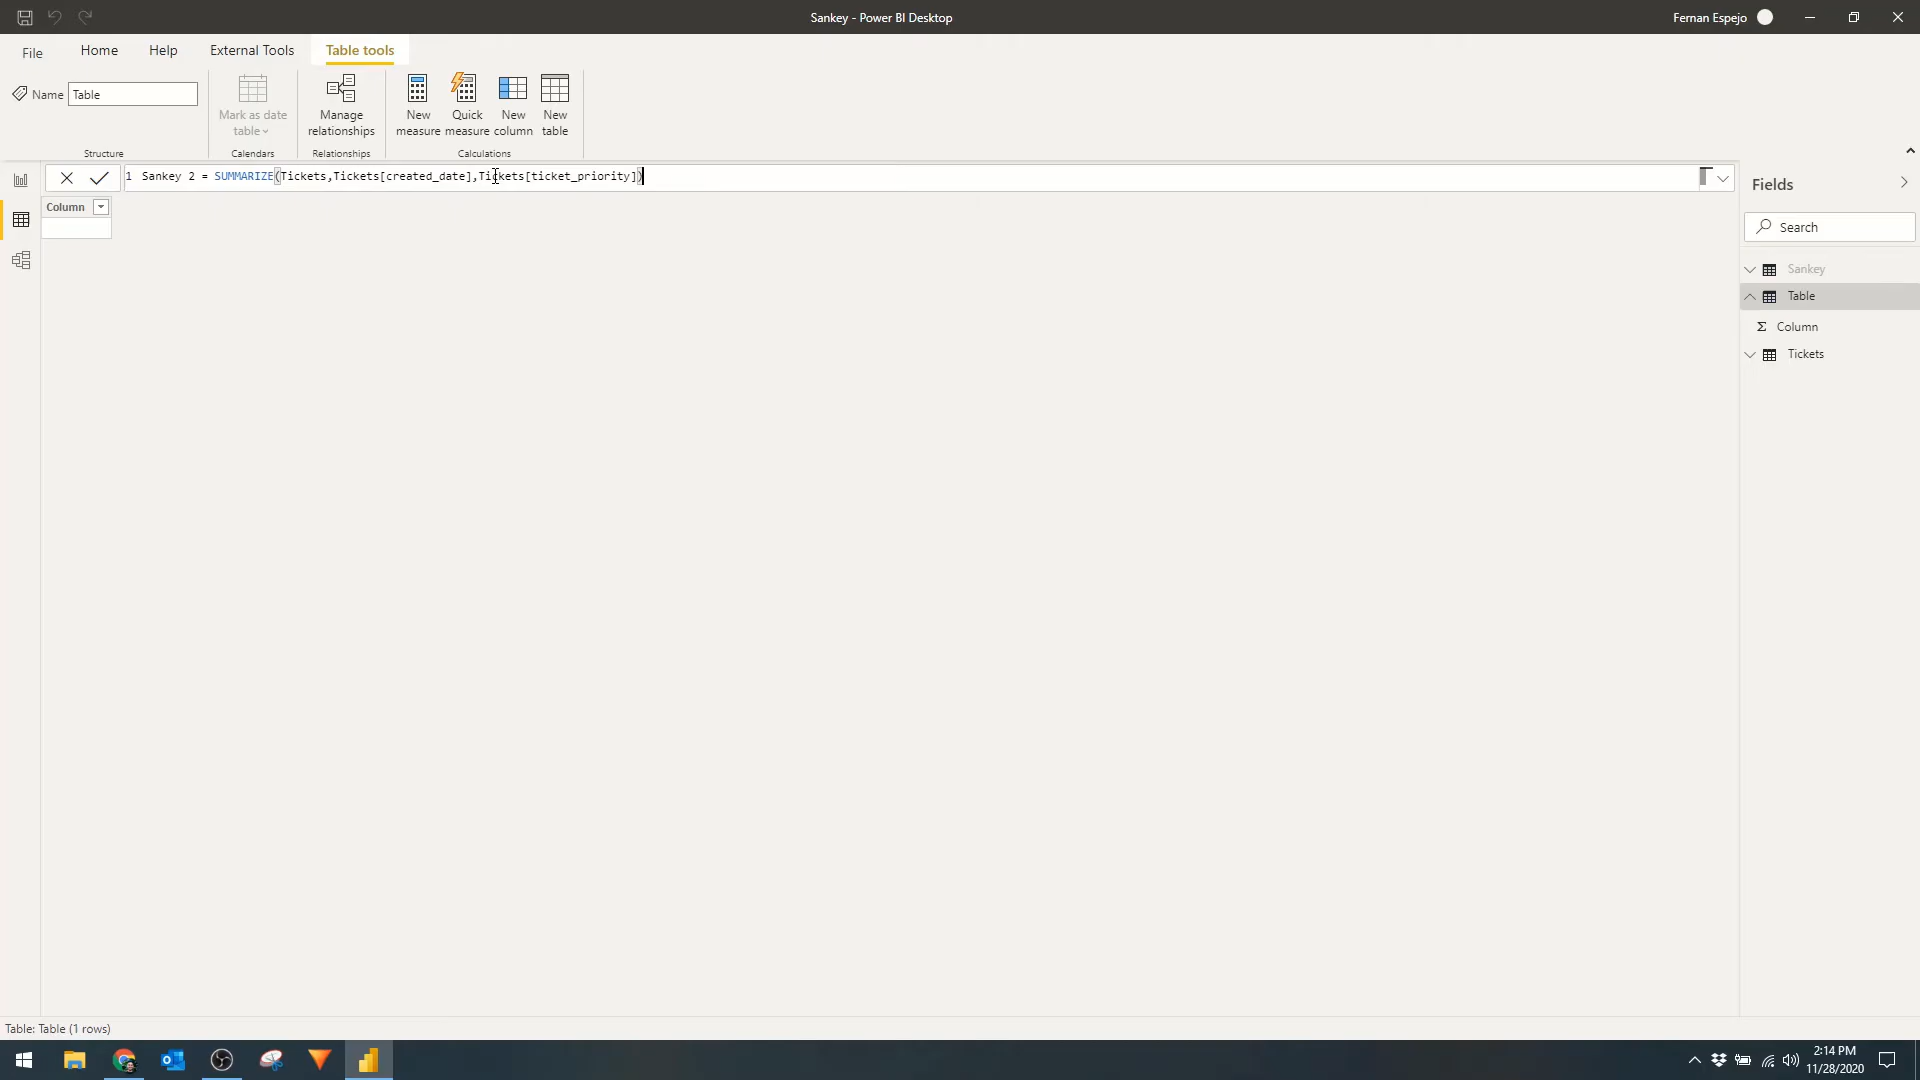 Sankey - Power BI Desktop
Fernan Espejo
File
Home
Help
External Tools
Table tools
Name
Table
Mark as date
table
Manage
relationships
New
measure
Quick
measure
New
column
New
table
Structure
Calendars
Relationships
Calculations
1 Sankey 2 = SUMMARIZE(Tickets,Tickets[created_date],Tickets[ticket_priority])
Column
Fields
Search
Sankey
Table
Σ Column
Tickets
Table: Table (1 rows)
2:14 PM
11/28/2020